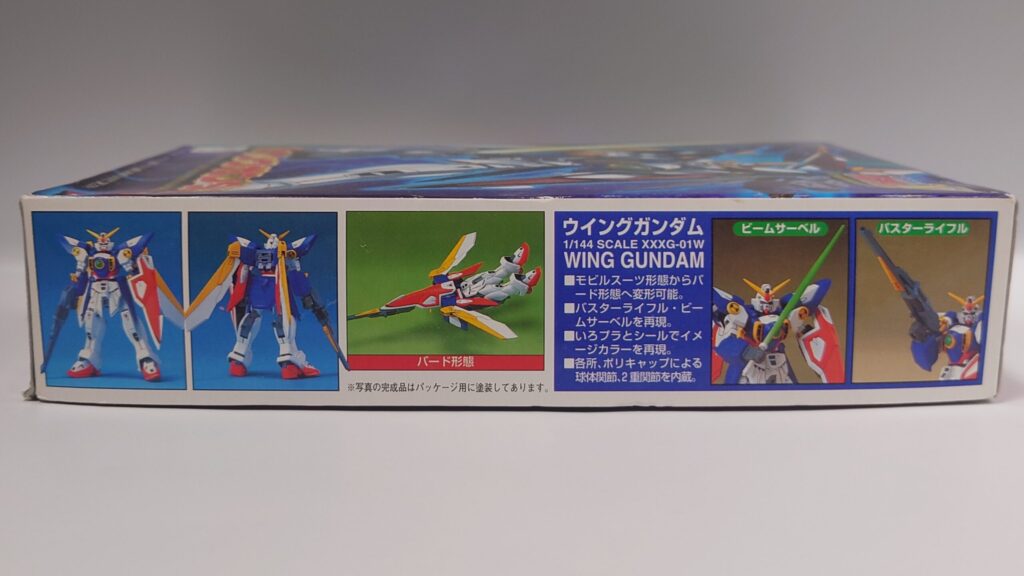 バード形態
※写真の完成品はパッケージ用に塗装してあります。
ウイングガンダム
1/144 SCALE XXXG-01W
WING GUNDAM
■モビルスーツ形態からバ
ード形態へ変形可能。
■バスターライフル・ビー
ムサーベルを再現。
■いろプラとシールでイメ
ージカラーを再現。
■各所、ポリキャップによる
球体関節、2重関節を内蔵。
ビームサーベル
バスターライフル